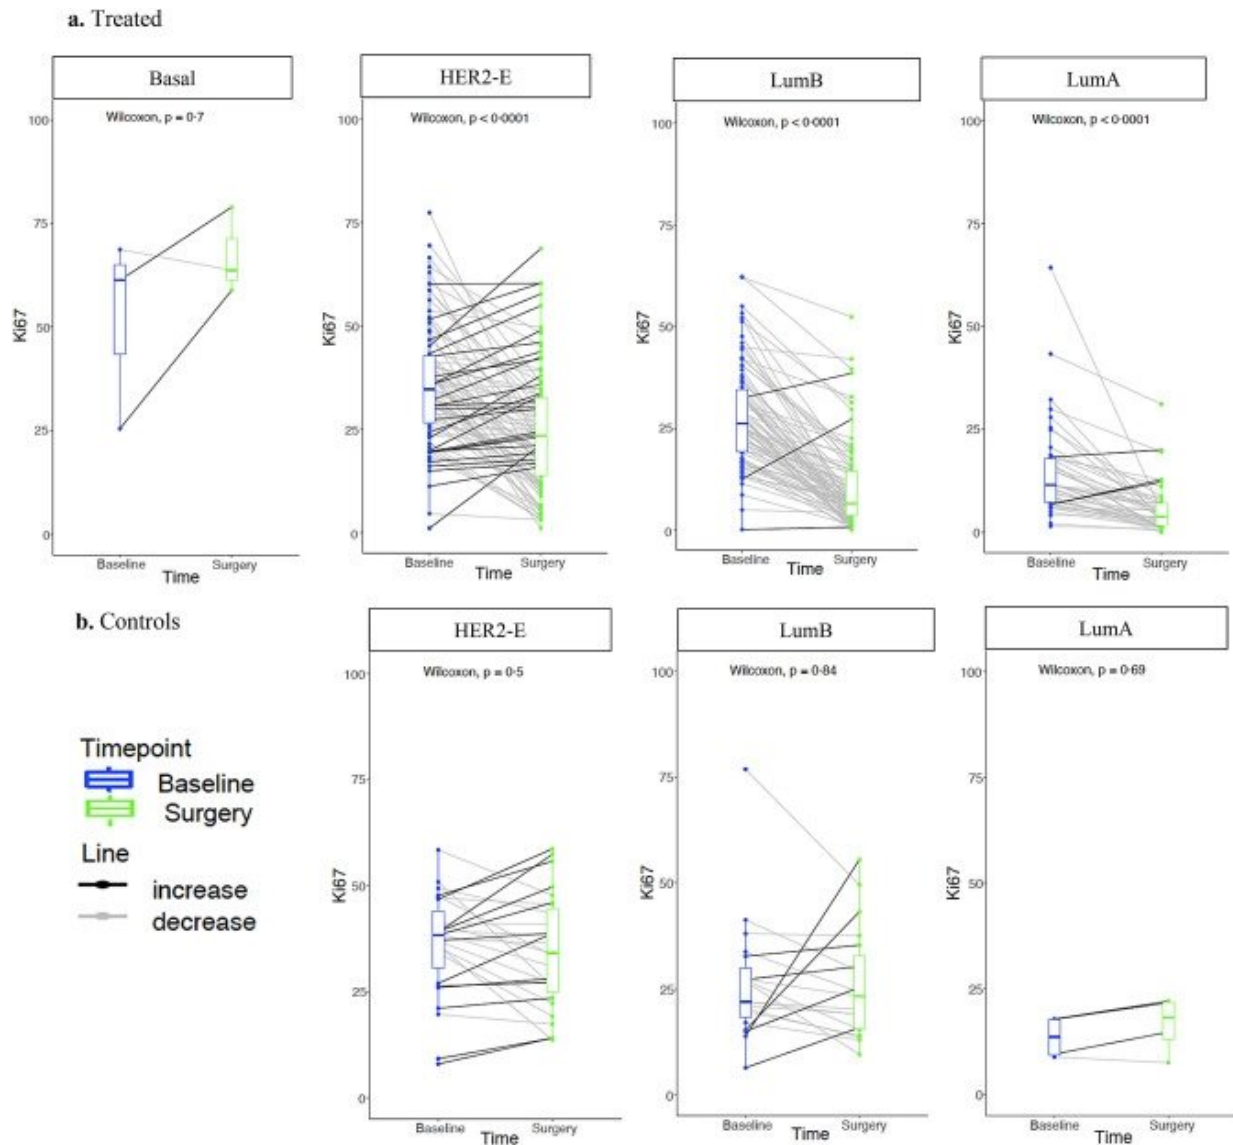 a. Treated
Basal
HER2-E
LumB
LumA
Wilcoxon, p = 0·7
Wilcoxon, p < 0·0001
Wilcoxon, p < 0·0001
Wilcoxon, p < 0·0001
100
75
50
25
0
Ki67
100
75
50
25
0
Ki67
100
75
50
25
0
Ki67
100
75
50
25
0
Ki67
Baseline Surgery
Time
Baseline Surgery
Time
Baseline Surgery
Time
Baseline Surgery
Time
b. Controls
HER2-E
LumB
LumA
Wilcoxon, p = 0·5
Wilcoxon, p = 0·84
Wilcoxon, p = 0·69
Timepoint
Baseline
Surgery
Line
increase
decrease
100
75
50
25
0
Ki67
100
75
50
25
0
Ki67
100
75
50
25
0
Ki67
Baseline Surgery
Time
Baseline Surgery
Time
Baseline Surgery
Time